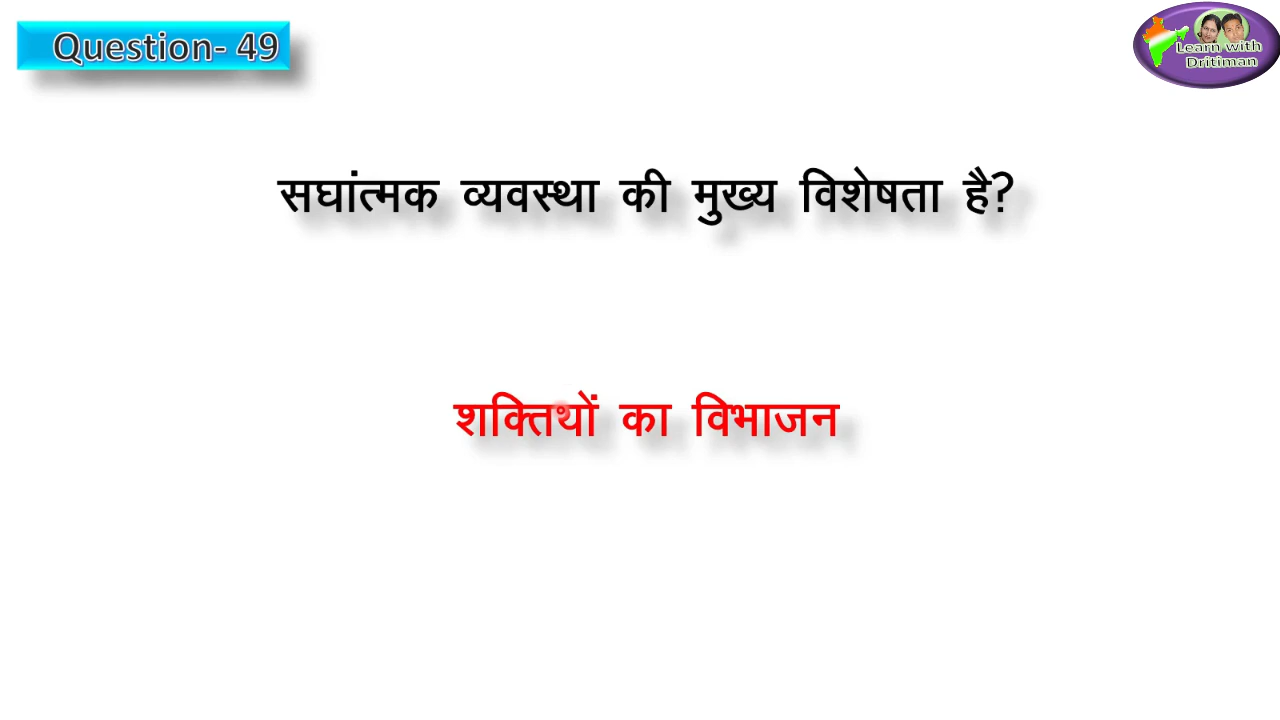 Question- 49
Learn with
Dritiman
सघांत्मक व्यवस्था की मुख्य विशेषता है?
शक्तियों का विभाजन